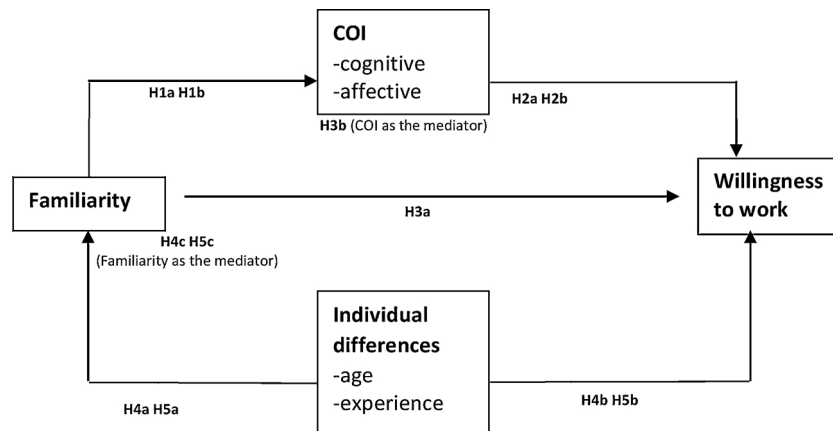 COI
-cognitive
-affective
H1a H1b
H2a H2b
H3b (COI as the mediator)
Familiarity
Willingness
to work
H3a
H4c H5c
(Familiarity as the mediator)
Individual
differences
-age
-experience
H4a H5a
H4b H5b